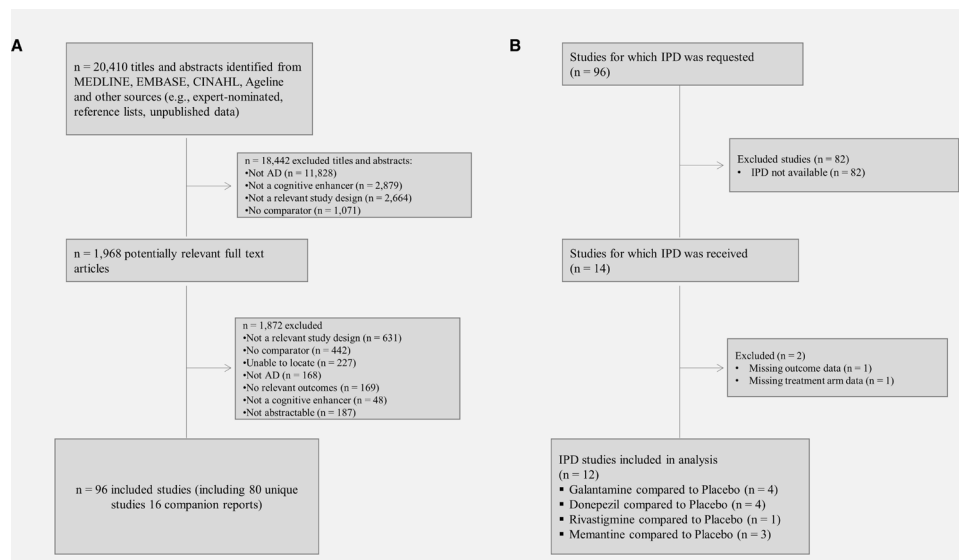 A
n = 20,410 titles and abstracts identified from
MEDLINE, EMBASE, CINAHL, Ageline
and other sources (e.g., expert-nominated,
reference lists, unpublished data)
n = 18,442 excluded titles and abstracts:
•Not AD (n = 11,828)
•Not a cognitive enhancer (n = 2,879)
•Not a relevant study design (n = 2,664)
•No comparator (n = 1,071)
n = 1,968 potentially relevant full text
articles
n = 1,872 excluded
•Not a relevant study design (n = 631)
•No comparator (n = 442)
•Unable to locate (n = 227)
•Not AD (n = 168)
•No relevant outcomes (n = 169)
•Not a cognitive enhancer (n = 48)
•Not abstractable (n = 187)
n = 96 included studies (including 80 unique
studies 16 companion reports)
B
Studies for which IPD was requested
(n = 96)
Excluded studies (n = 82)
• IPD not available (n = 82)
Studies for which IPD was received
(n = 14)
Excluded (n = 2)
• Missing outcome data (n = 1)
• Missing treatment arm data (n = 1)
IPD studies included in analysis
(n = 12)
▪ Galantamine compared to Placebo (n = 4)
▪ Donepezil compared to Placebo (n = 4)
▪ Rivastigmine compared to Placebo (n = 1)
▪ Memantine compared to Placebo (n = 3)